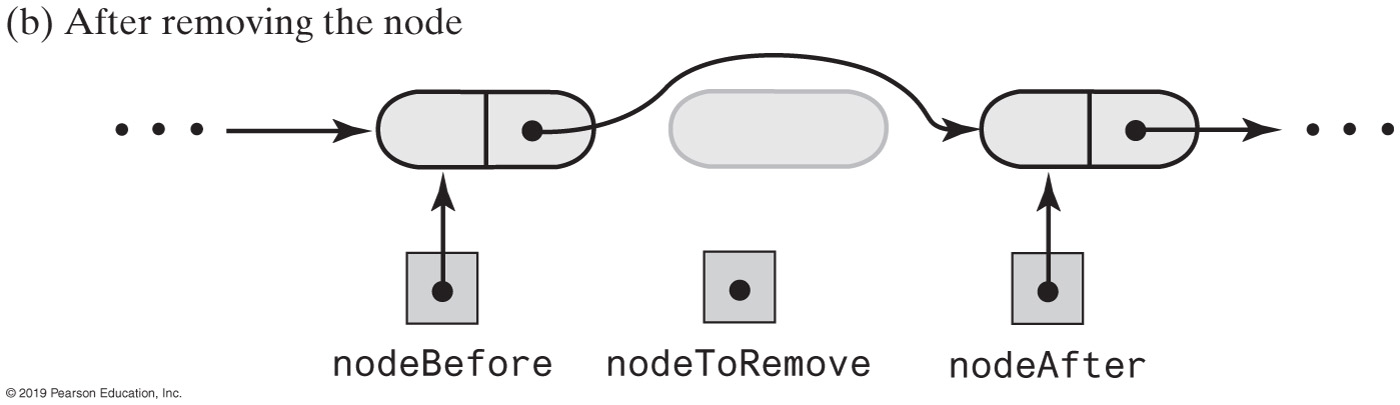 (b) After removing the node
nodeBefore nodeToRemove nodeAfter
© 2019 Pearson Education, Inc.